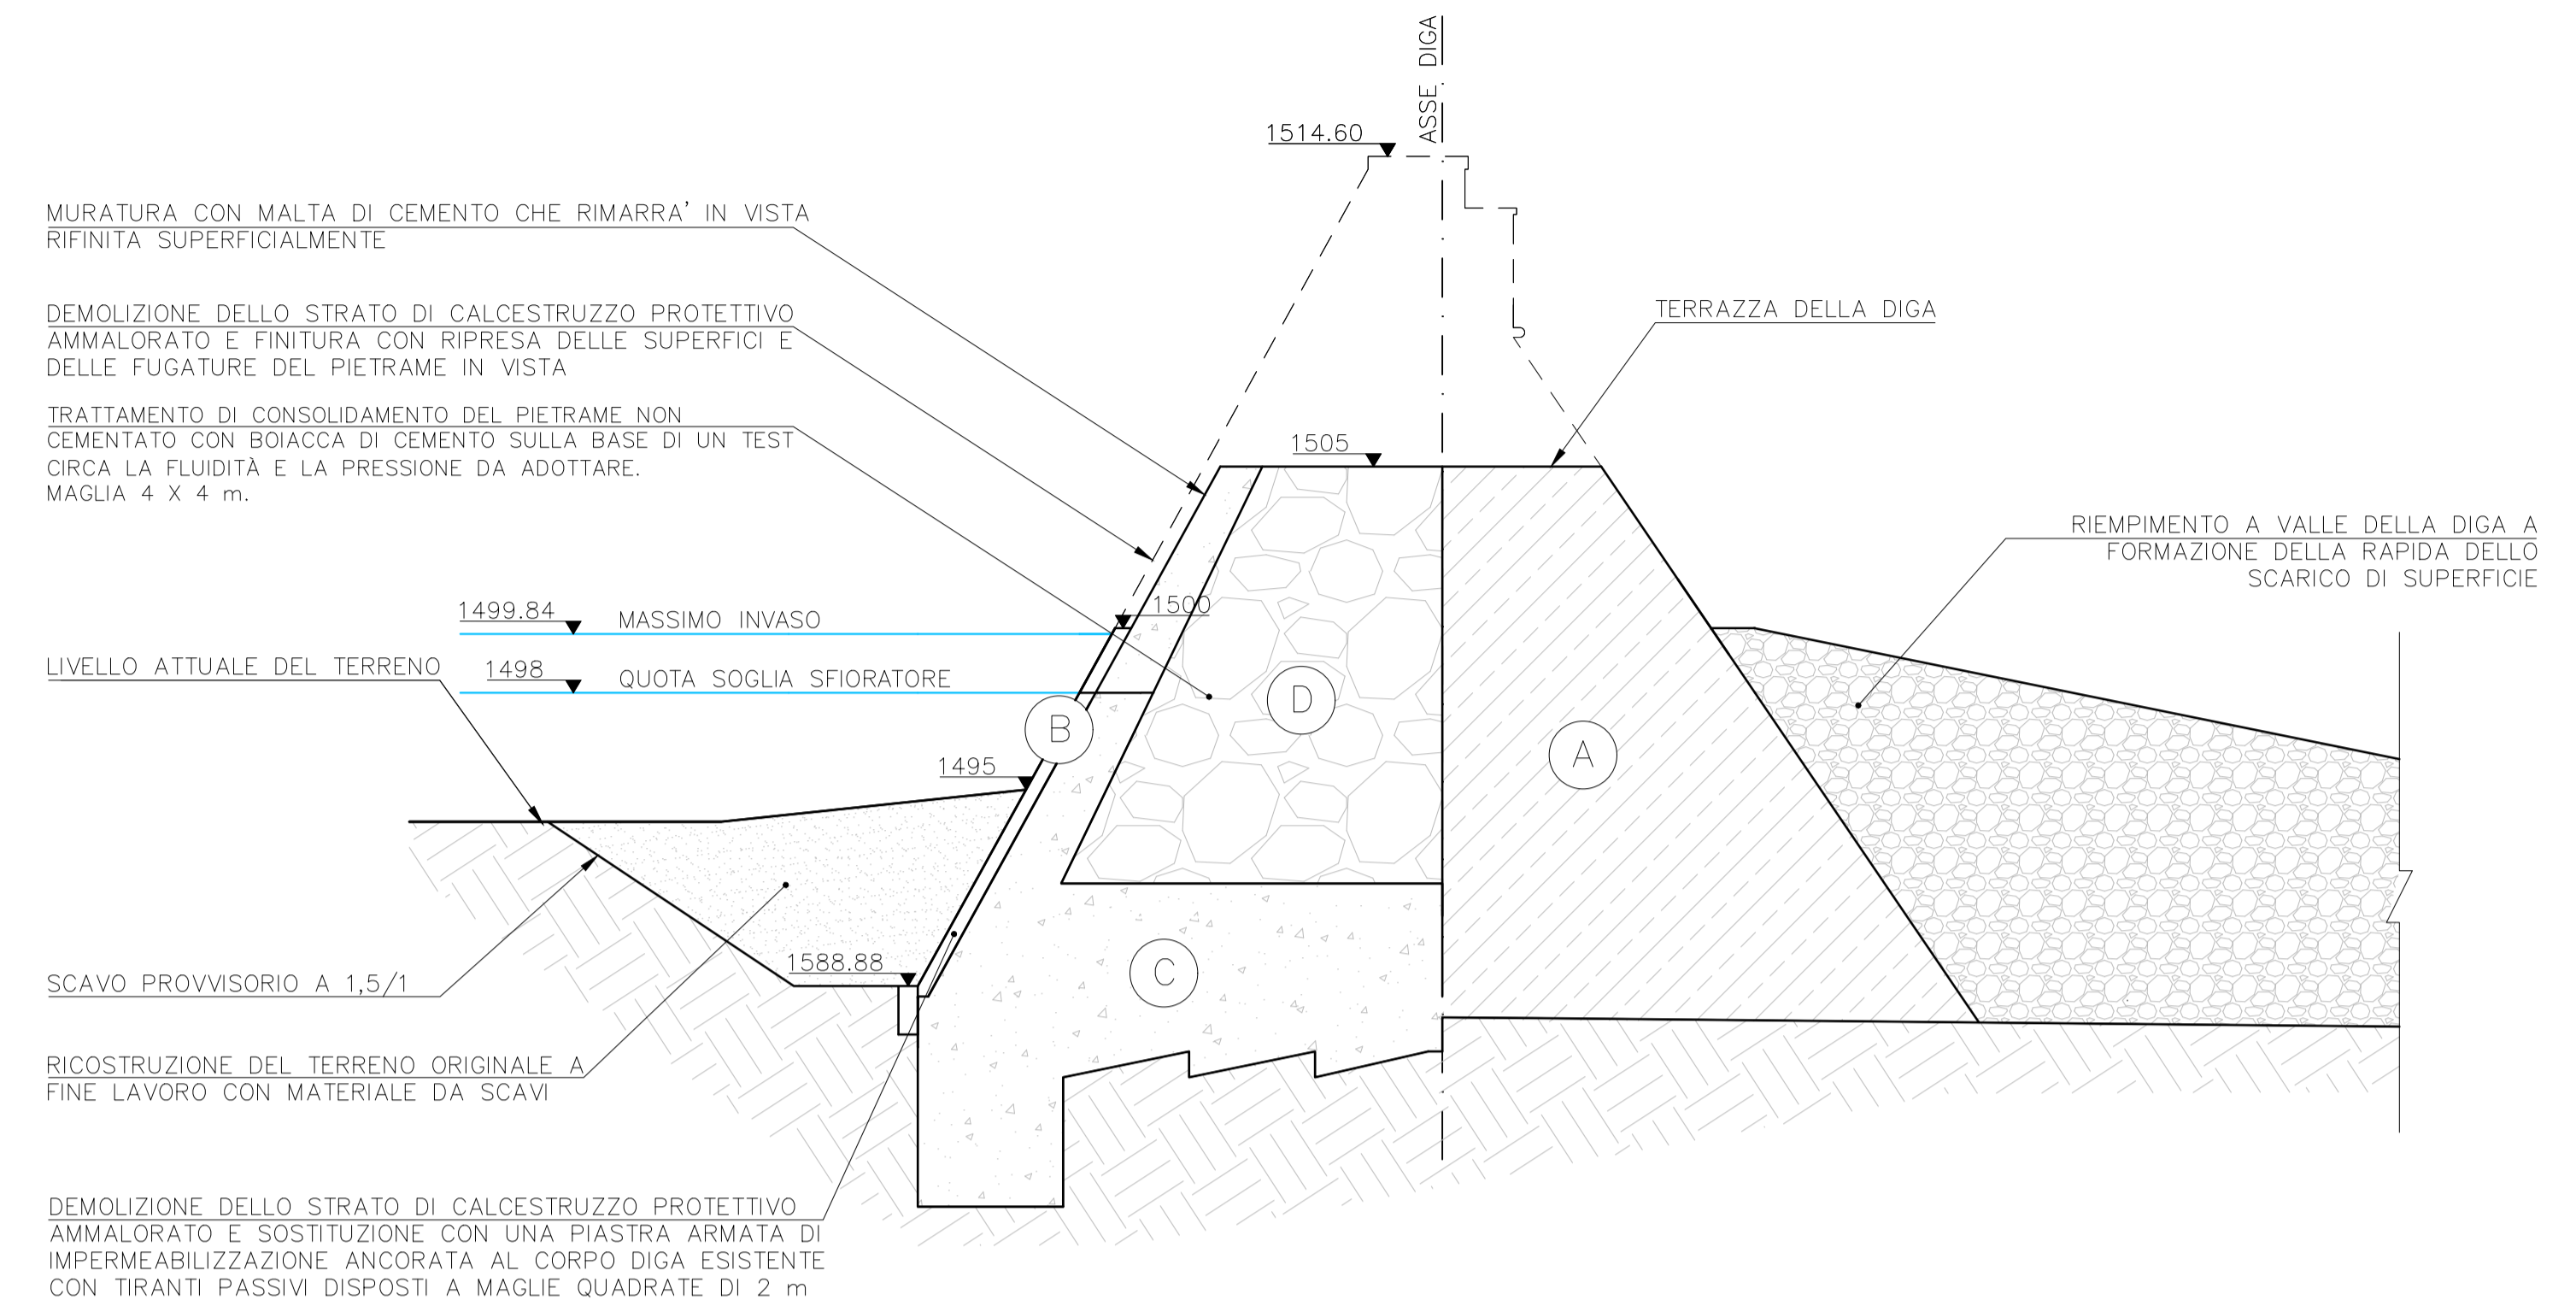 ASSE DIGA
1514.60
MURATURA CON MALTA DI CEMENTO CHE RIMARRA' IN VISTA
RIFINITA SUPERFICIALMENTE
DEMOLIZIONE DELLO STRATO DI CALCESTRUZZO PROTETTIVO
AMMALORATO E FINITURA CON RIPRESA DELLE SUPERFICI E
DELLE FUGATURE DEL PIETRAME IN VISTA
TERRAZZA DELLA DIGA
TRATTAMENTO DI CONSOLIDAMENTO DEL PIETRAME NON
CEMENTATO CON BOIACCA DI CEMENTO SULLA BASE DI UN TEST
CIRCA LA FLUIDITÀ E LA PRESSIONE DA ADOTTARE.
MAGLIA 4 X 4 m.
1505
RIEMPIMENTO A VALLE DELLA DIGA A
FORMAZIONE DELLA RAPIDA DELLO
SCARICO DI SUPERFICIE
1499.84
MASSIMO INVASO
1500
LIVELLO ATTUALE DEL TERRENO
1498
QUOTA SOGLIA SFIORATORE
B
D
A
1495
1588.88
C
SCAVO PROVVISORIO A 1,5/1
RICOSTRUZIONE DEL TERRENO ORIGINALE A
FINE LAVORO CON MATERIALE DA SCAVI
DEMOLIZIONE DELLO STRATO DI CALCESTRUZZO PROTETTIVO
AMMALORATO E SOSTITUZIONE CON UNA PIASTRA ARMATA DI
IMPERMEABILIZZAZIONE ANCORATA AL CORPO DIGA ESISTENTE
CON TIRANTI PASSIVI DISPOSTI A MAGLIE QUADRATE DI 2 m